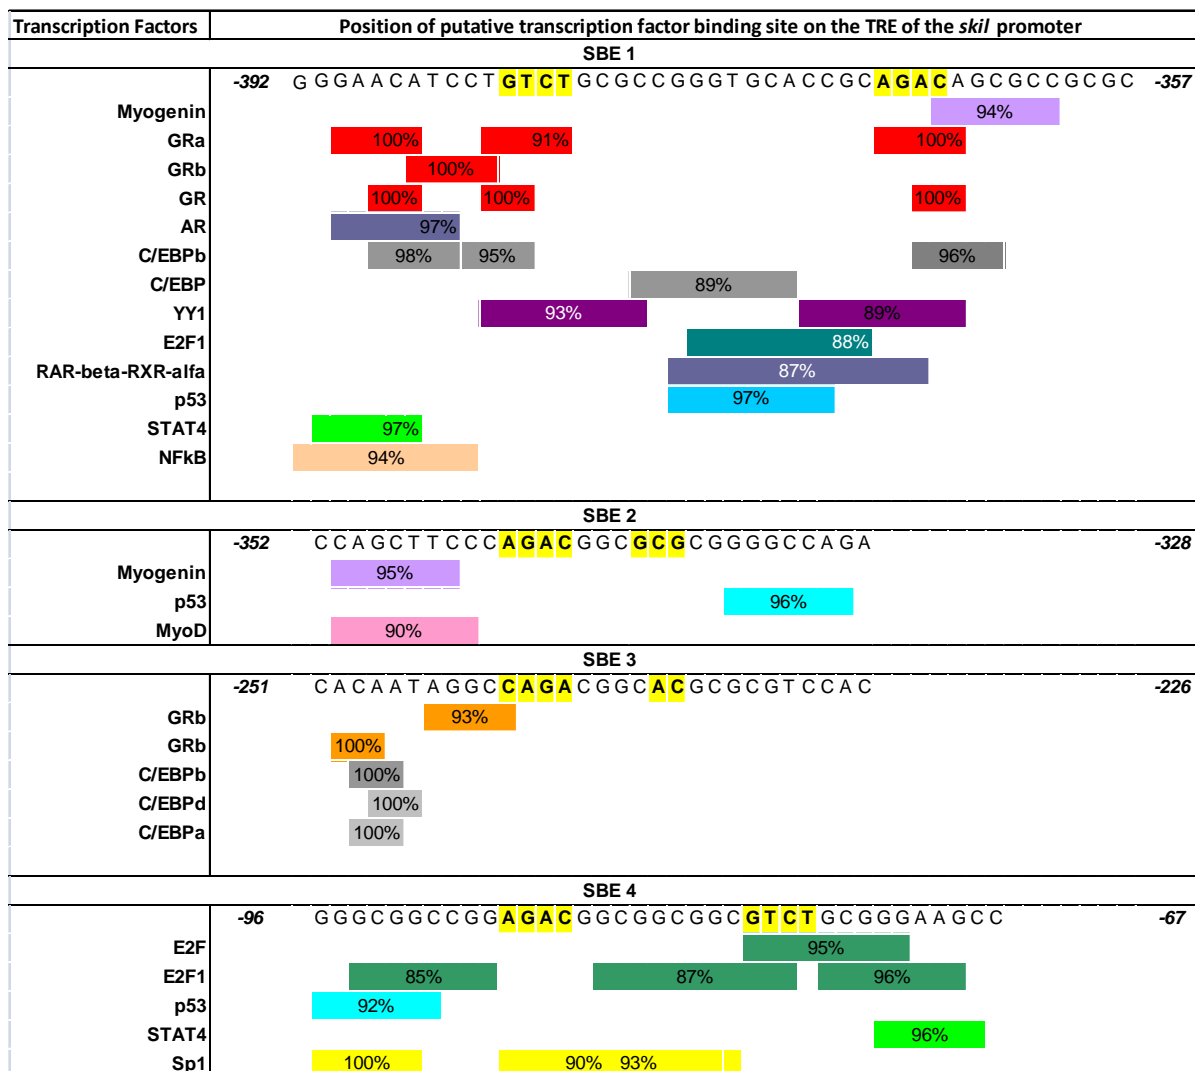 Transcription Factors Position of putative transcription factor binding site on the TRE of the skil promoter
SBE 1
-392 G G G A A C A T C C T G T C T G C G C C G G G T G C A C C G C A G A C A G C G C C G C G C -357
Myogenin 94%
GRa 100% 91% 100%
GRb 100%
GR 100% 100% 100%
AR 97%
C/EBPb 98% 95% 96%
C/EBP 89%
YY1 93% 89%
E2F1 88%
RAR-beta-RXR-alfa 87%
p53 97%
STAT4 97%
NFkB 94%
SBE 2
-352 C C A G C T T C C C A G A C G G C G C G C G G G G C C A G A -328
Myogenin 95%
p53 96%
MyoD 90%
SBE 3
-251 C A C A A T A G G C C A G A C G G C A C G C G C G T C C A C -226
GRb 93%
GRb 100%
C/EBPb 100%
C/EBPd 100%
C/EBPa 100%
SBE 4
-96 G G G C G G C C G G A G A C G G C G G C G G C G T C T G C G G G A A G C C -67
E2F 95%
E2F1 85% 87% 96%
p53 92%
STAT4 96%
Sp1 100% 90% 93%